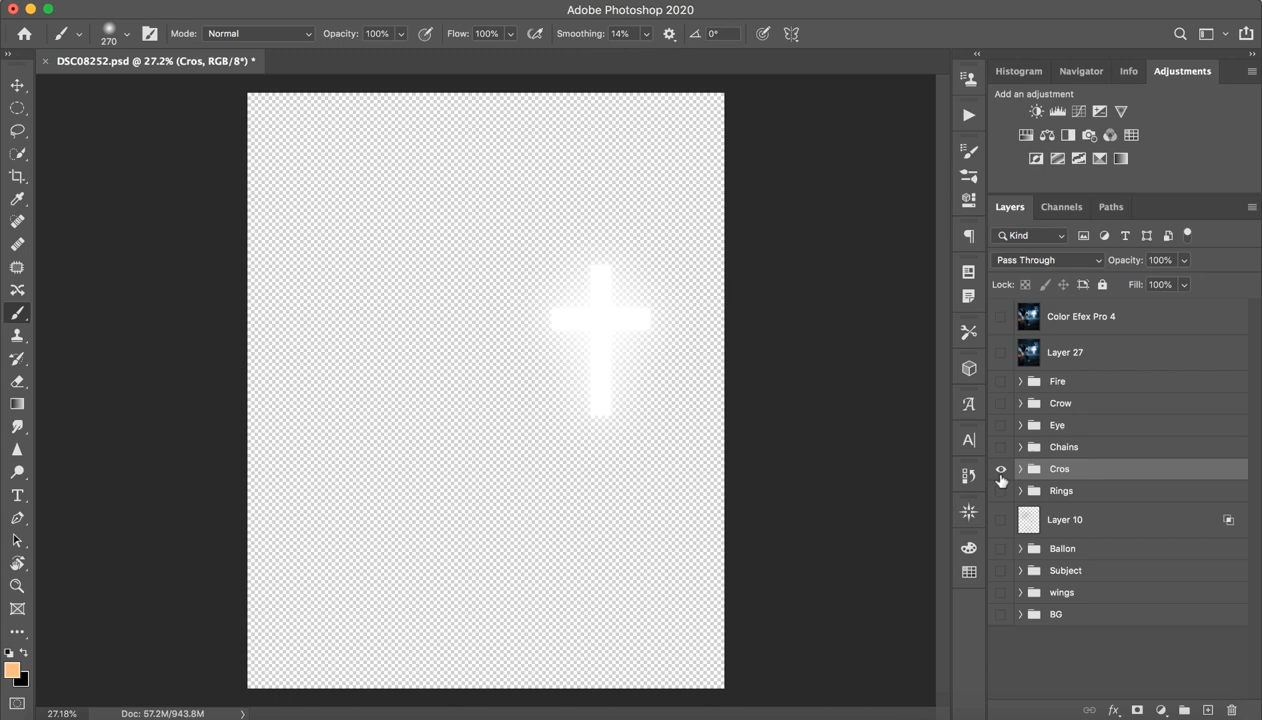 Adobe Photoshop 2020
270
Mode: Normal Opacity: 100% Flow: 100% Smoothing: 14% 0°
DSC08252.psd @ 27.2% (Cros, RGB/8*) *
Histogram Navigator Info Adjustments
Add an adjustment
Layers Channels Paths
Kind
Pass Through Opacity: 100%
Lock: Fill: 100%
Color Efex Pro 4
Layer 27
Fire
Crow
Eye
Chains
Cros
Rings
Layer 10
Ballon
Subject
wings
BG
27.18% Doc: 57.2M/943.8M
fx